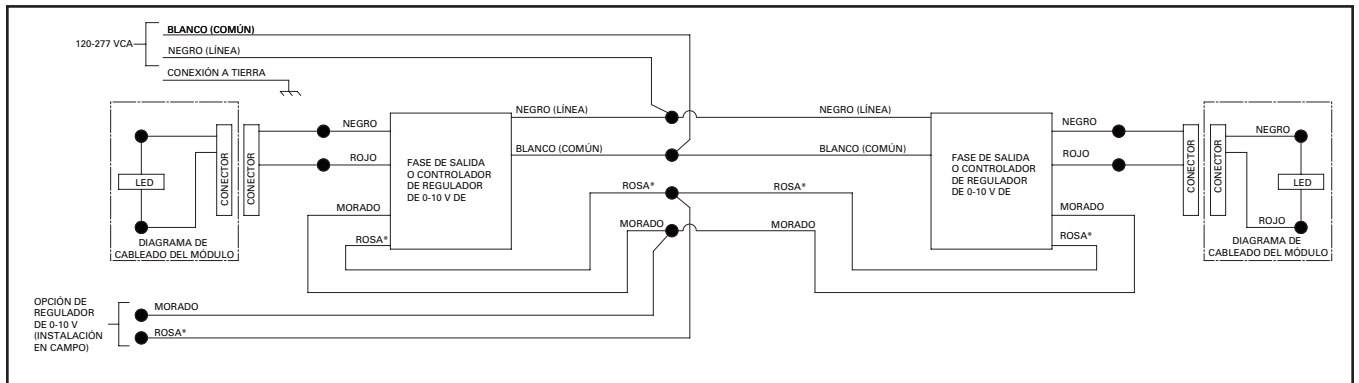 BLANCO (COMÚN)
120-277 VCA
NEGRO (LÍNEA)
CONEXIÓN A TIERRA
NEGRO (LÍNEA)
NEGRO (LÍNEA)
NEGRO
ROJO
BLANCO (COMÚN)
BLANCO (COMÚN)
NEGRO
ROJO
NEGRO
LED
CONECTOR
CONECTOR
FASE DE SALIDA
O CONTROLADOR
DE REGULADOR
DE 0-10 V DE
FASE DE SALIDA
O CONTROLADOR
DE REGULADOR
DE 0-10 V DE
CONECTOR
CONECTOR
LED
ROSA*
ROSA*
MORADO
MORADO
ROJO
MORADO
MORADO
ROSA*
ROSA*
DIAGRAMA DE
CABLEADO DEL MÓDULO
DIAGRAMA DE
CABLEADO DEL MÓDULO
OPCIÓN DE
REGULADOR
DE 0-10 V
(INSTALACIÓN
EN CAMPO)
MORADO
ROSA*